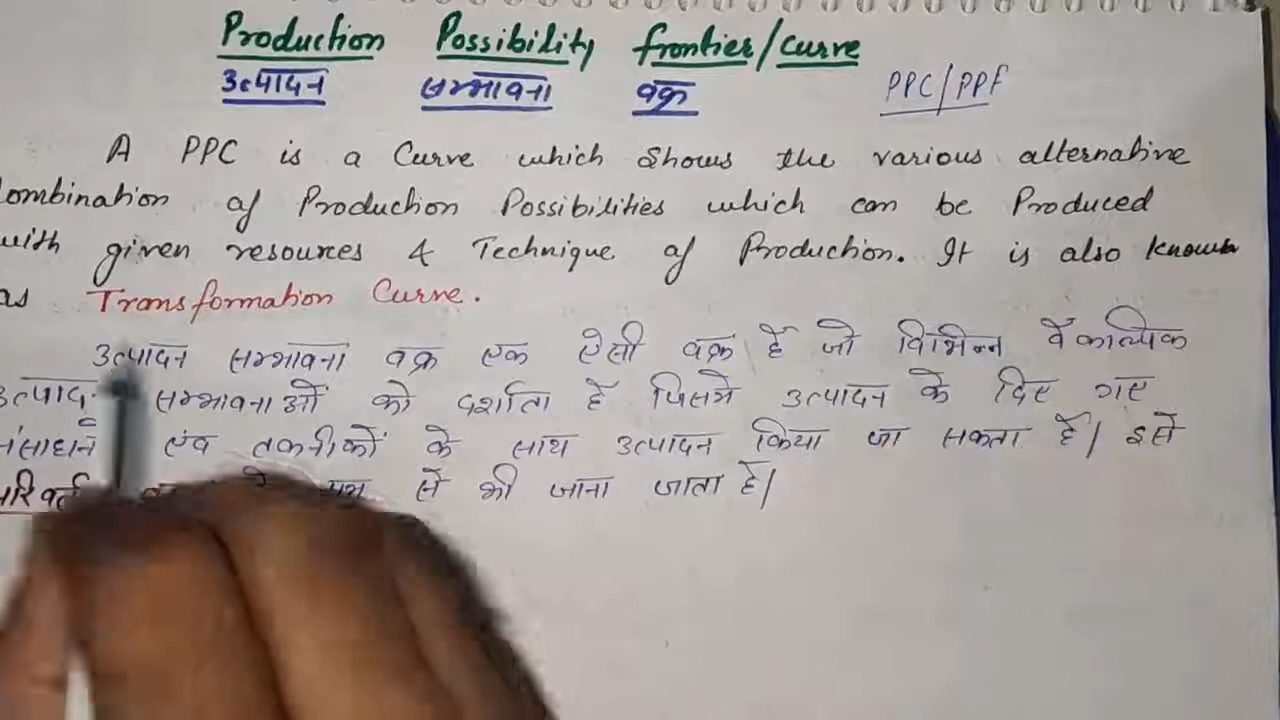 Production Possibility frontier/Curve
उत्पादन सम्भावना वक्र PPC/PPF
A PPC is a Curve which Shows the various alternative
ombination of Production Possibilities which can be Produced
with given resources & Technique of Production. It is also known
as Transformation Curve.
उत्पादन सम्भावना वक्र एक ऐसी वक्र है जो विभिन्न वैकल्पिक
सम्भावनाओं को दर्शाता है जिसमे उत्पादन के दिए गए
एंव तकनीकों के साथ उत्पादन किया जा सकता है। इसे
से भी जाना जाता है।